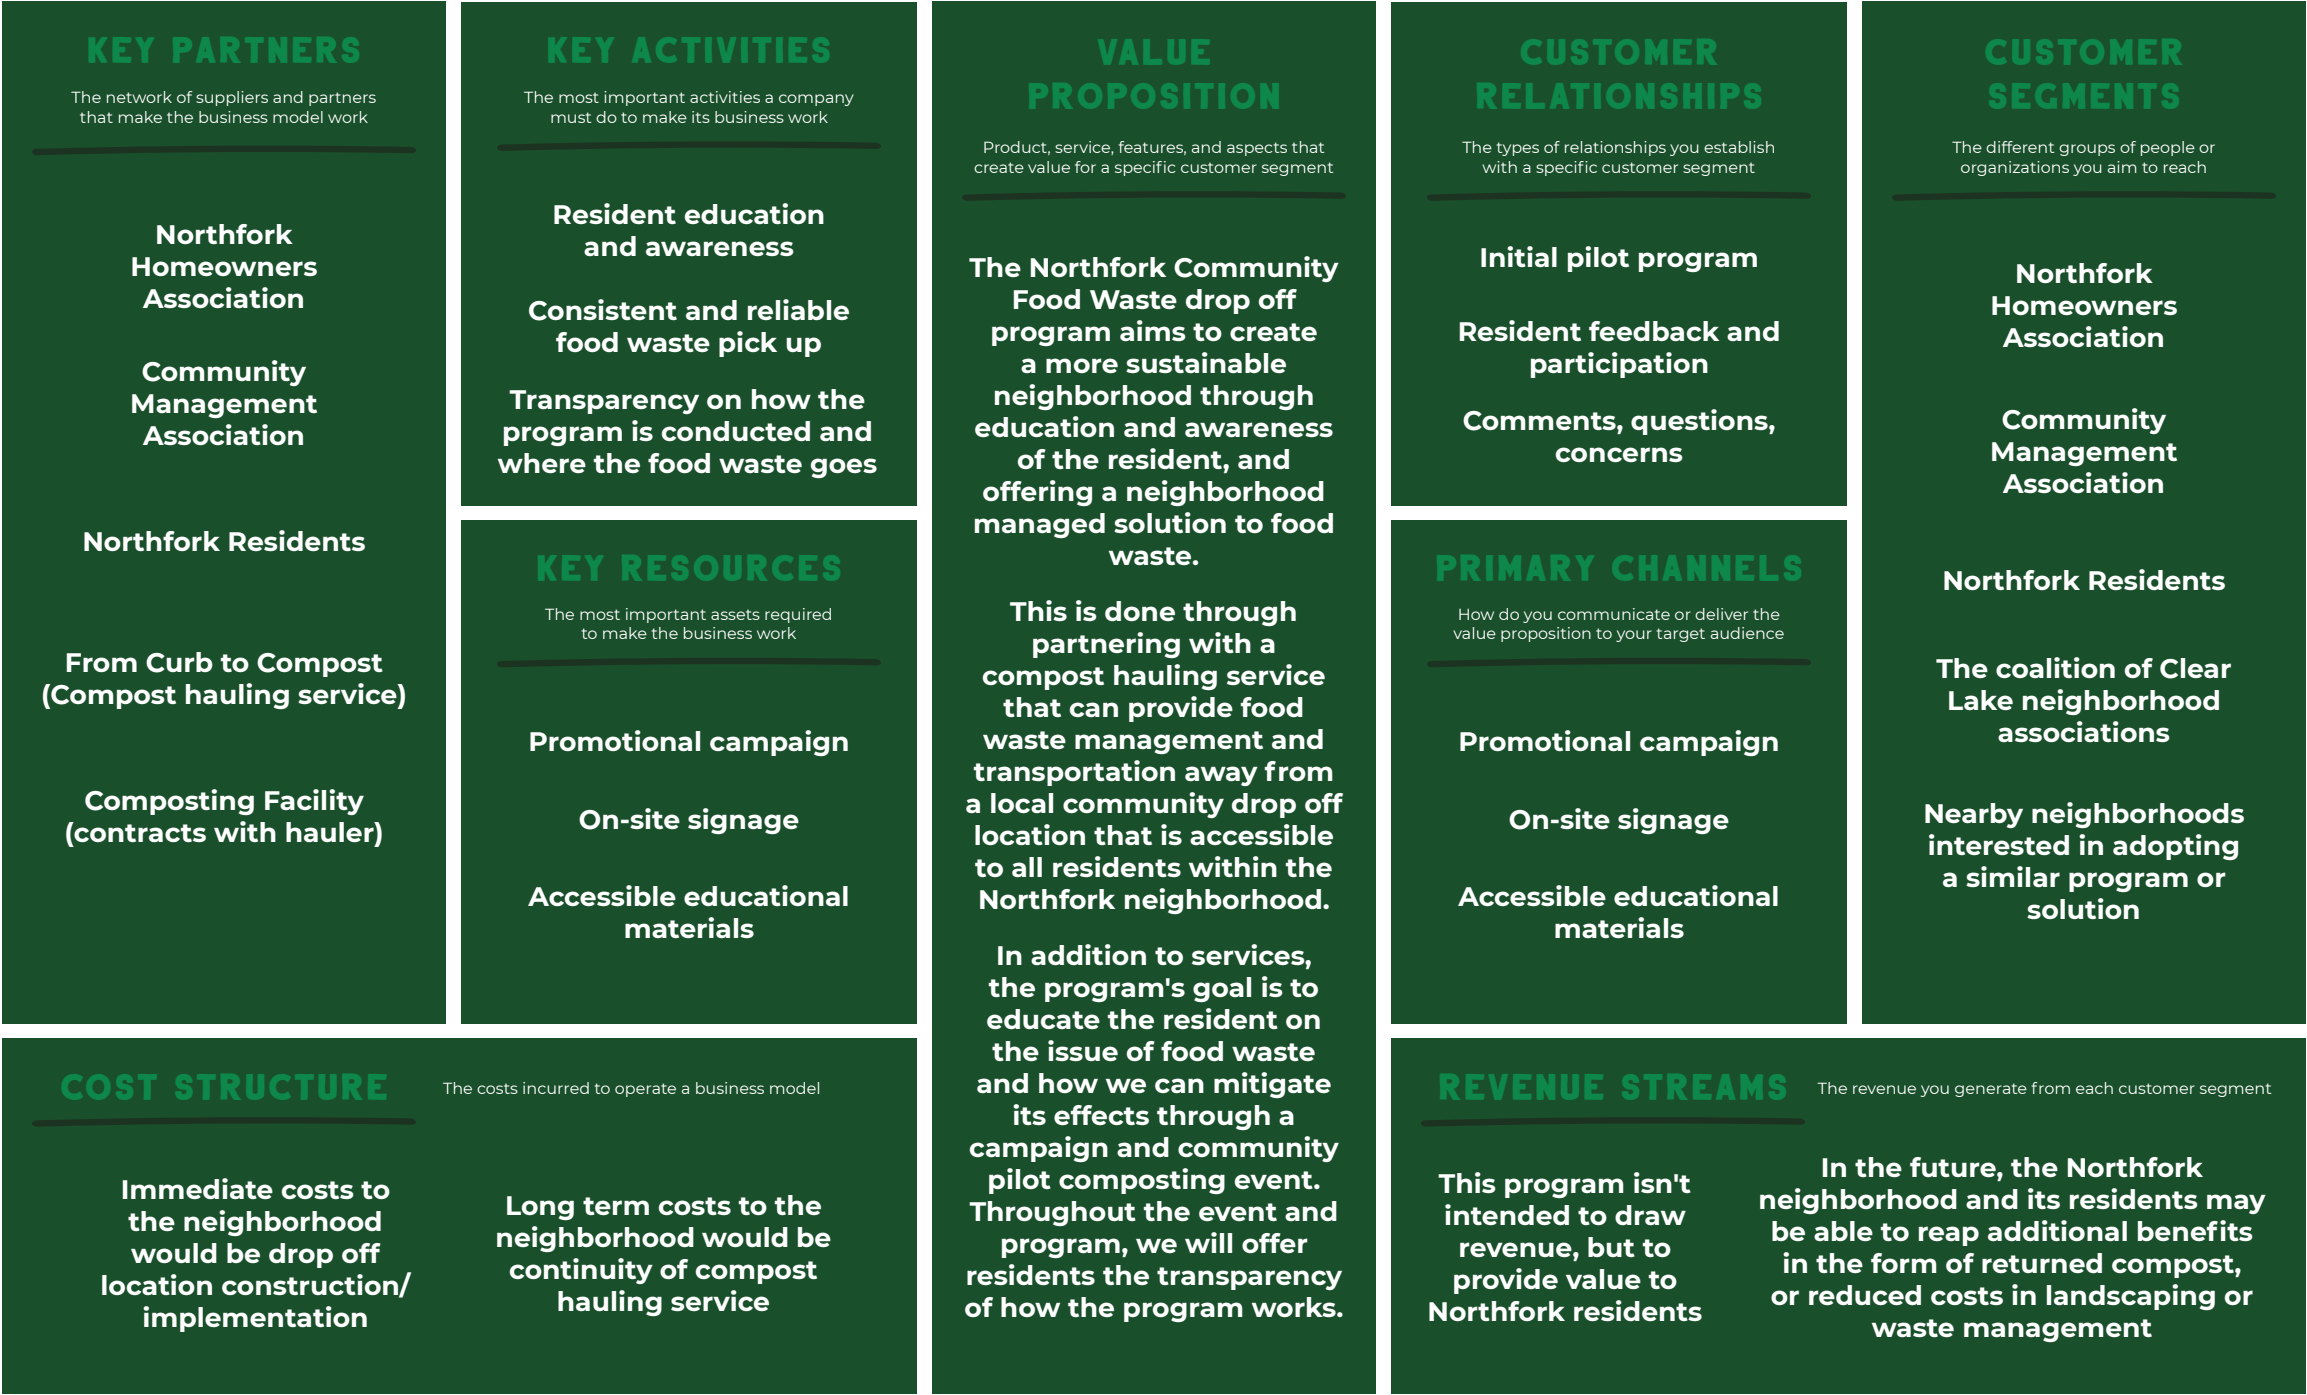 KEY PARTNERS
The network of suppliers and partners
that make the business model work
Northfork
Homeowners
Association
Community
Management
Association
Northfork Residents
From Curb to Compost
(Compost hauling service)
Composting Facility
(contracts with hauler)
KEY ACTIVITIES
The most important activities a company
must do to make its business work
Resident education
and awareness
Consistent and reliable
food waste pick up
Transparency on how the
program is conducted and
where the food waste goes
KEY RESOURCES
The most important assets required
to make the business work
Promotional campaign
On-site signage
Accessible educational
materials
VALUE
PROPOSITION
Product, service, features, and aspects that
create value for a specific customer segment
The Northfork Community
Food Waste drop off
program aims to create
a more sustainable
neighborhood through
education and awareness
of the resident, and
offering a neighborhood
managed solution to food
waste.
This is done through
partnering with a
compost hauling service
that can provide food
waste management and
transportation away from
a local community drop off
location that is accessible
to all residents within the
Northfork neighborhood.
In addition to services,
the program's goal is to
educate the resident on
the issue of food waste
and how we can mitigate
its effects through a
campaign and community
pilot composting event.
Throughout the event and
program, we will offer
residents the transparency
of how the program works.
CUSTOMER
RELATIONSHIPS
The types of relationships you establish
with a specific customer segment
Initial pilot program
Resident feedback and
participation
Comments, questions,
concerns
PRIMARY CHANNELS
How do you communicate or deliver the
value proposition to your target audience
Promotional campaign
On-site signage
Accessible educational
materials
CUSTOMER
SEGMENTS
The different groups of people or
organizations you aim to reach
Northfork
Homeowners
Association
Community
Management
Association
Northfork Residents
The coalition of Clear
Lake neighborhood
associations
Nearby neighborhoods
interested in adopting
a similar program or
solution
COST STRUCTURE
The costs incurred to operate a business model
Immediate costs to
the neighborhood
would be drop off
location construction/
implementation
Long term costs to the
neighborhood would be
continuity of compost
hauling service
REVENUE STREAMS
The revenue you generate from each customer segment
This program isn't
intended to draw
revenue, but to
provide value to
Northfork residents
In the future, the Northfork
neighborhood and its residents may
be able to reap additional benefits
in the form of returned compost,
or reduced costs in landscaping or
waste management